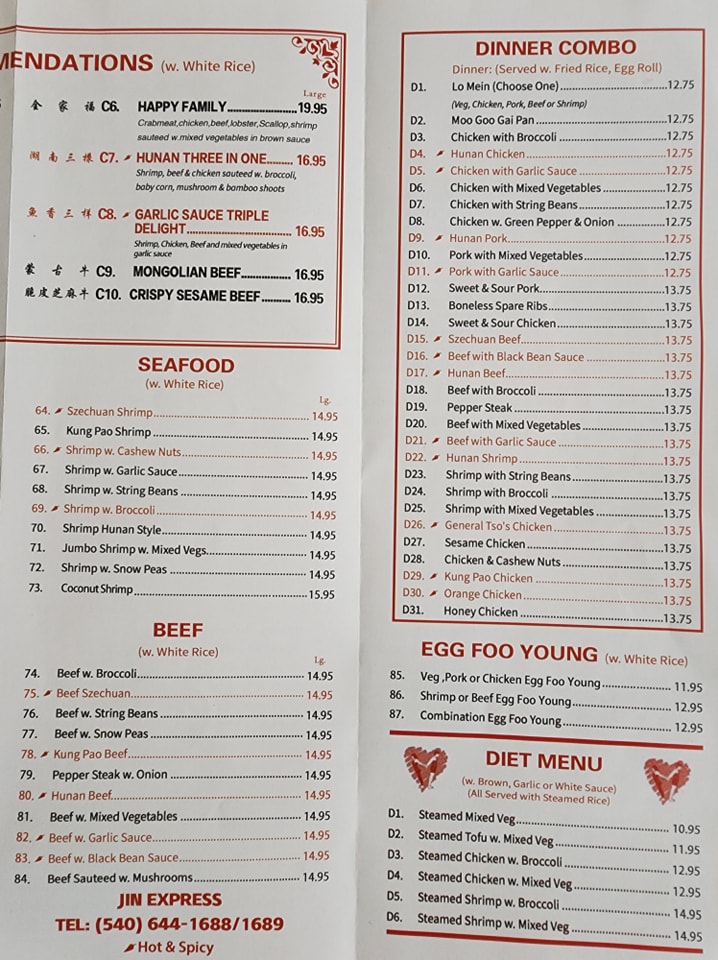 MENDATIONS (w. White Rice)
Large
全家福 C6. HAPPY FAMILY........................19.95
Crabmeat,chicken,beef,lobster,Scallop,shrimp
sauteed w.mixed vegetables in brown sauce
湖南三樣 C7. HUNAN THREE IN ONE......... 16.95
Shrimp, beef & chicken sauteed w. broccoli,
baby corn, mushroom & bamboo shoots
魚香三样 C8. GARLIC SAUCE TRIPLE
DELIGHT.................................... 16.95
Shrimp, Chicken, Beef and mixed vegetables in
garlic sauce
蒙古牛 C9. MONGOLIAN BEEF................. 16.95
脆皮芝麻牛 C10. CRISPY SESAME BEEF.......... 16.95
SEAFOOD
(w. White Rice)
Lg.
64. Szechuan Shrimp.................... 14.95
65. Kung Pao Shrimp .................... 14.95
66. Shrimp w. Cashew Nuts.................... 14.95
67. Shrimp w. Garlic Sauce.................... 14.95
68. Shrimp w. String Beans .................... 14.95
69. Shrimp w. Broccoli.................... 14.95
70. Shrimp Hunan Style.................... 14.95
71. Jumbo Shrimp w. Mixed Vegs.................... 14.95
72. Shrimp w. Snow Peas .................... 14.95
73. Coconut Shrimp.................... 15.95
BEEF
(w. White Rice)
Lg.
74. Beef w. Broccoli.................... 14.95
75. Beef Szechuan.................... 14.95
76. Beef w. String Beans .................... 14.95
77. Beef w. Snow Peas .................... 14.95
78. Kung Pao Beef.................... 14.95
79. Pepper Steak w. Onion .................... 14.95
80. Hunan Beef.................... 14.95
81. Beef w. Mixed Vegetables .................... 14.95
82. Beef w. Garlic Sauce.................... 14.95
83. Beef w. Black Bean Sauce.................... 14.95
84. Beef Sauteed w. Mushrooms.................... 14.95
JIN EXPRESS
TEL: (540) 644-1688/1689
Hot & Spicy
DINNER COMBO
Dinner: (Served w. Fried Rice, Egg Roll)
D1. Lo Mein (Choose One)....................12.75
(Veg, Chicken, Pork, Beef or Shrimp)
D2. Moo Goo Gai Pan ....................12.75
D3. Chicken with Broccoli ....................12.75
D4. Hunan Chicken....................12.75
D5. Chicken with Garlic Sauce ....................12.75
D6. Chicken with Mixed Vegetables....................12.75
D7. Chicken with String Beans....................12.75
D8. Chicken w. Green Pepper & Onion ..............12.75
D9. Hunan Pork....................12.75
D10. Pork with Mixed Vegetables....................12.75
D11. Pork with Garlic Sauce ....................12.75
D12. Sweet & Sour Pork....................13.75
D13. Boneless Spare Ribs....................13.75
D14. Sweet & Sour Chicken....................13.75
D15. Szechuan Beef....................13.75
D16. Beef with Black Bean Sauce ....................13.75
D17. Hunan Beef....................13.75
D18. Beef with Broccoli ....................13.75
D19. Pepper Steak ....................13.75
D20. Beef with Mixed Vegetables ....................13.75
D21. Beef with Garlic Sauce ....................13.75
D22. Hunan Shrimp ....................13.75
D23. Shrimp with String Beans....................13.75
D24. Shrimp with Broccoli ....................13.75
D25. Shrimp with Mixed Vegetables ....................13.75
D26. General Tso's Chicken....................13.75
D27. Sesame Chicken....................13.75
D28. Chicken & Cashew Nuts....................13.75
D29. Kung Pao Chicken ....................13.75
D30. Orange Chicken....................13.75
D31. Honey Chicken ....................13.75
EGG FOO YOUNG (w. White Rice)
85. Veg ,Pork or Chicken Egg Foo Young.................... 11.95
86. Shrimp or Beef Egg Foo Young.................... 12.95
87. Combination Egg Foo Young.................... 12.95
DIET MENU
(w. Brown, Garlic or White Sauce)
(All Served with Steamed Rice)
D1. Steamed Mixed Veg.................... 10.95
D2. Steamed Tofu w. Mixed Veg .................... 11.95
D3. Steamed Chicken w. Broccoli .................... 12.95
D4. Steamed Chicken w. Mixed Veg .................... 12.95
D5. Steamed Shrimp w. Broccoli .................... 14.95
D6. Steamed Shrimp w. Mixed Veg .................... 14.95